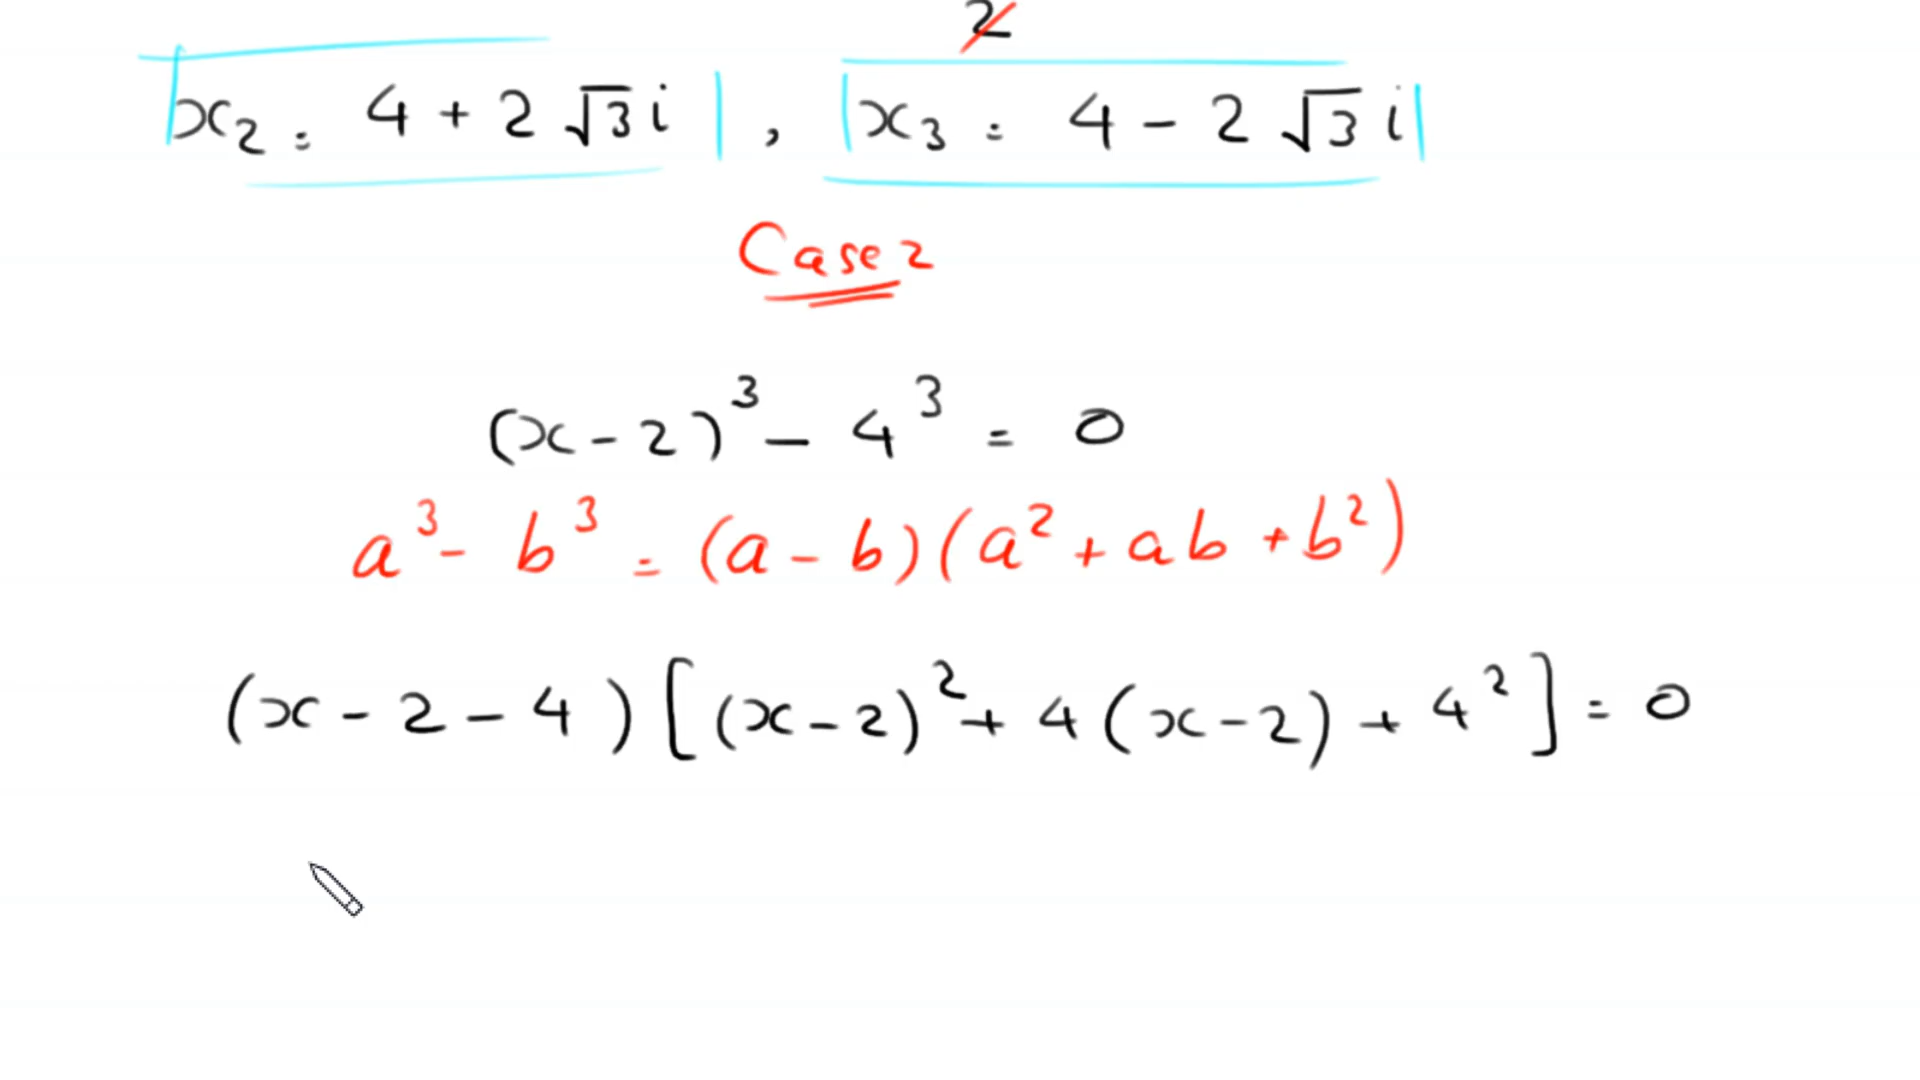 2
x₂ = 4 + 2 √3 i , x₃ = 4 - 2 √3 i
Case 2
(x - 2)³ - 4³ = 0
a³ - b³ = (a - b)(a² + ab + b²)
(x - 2 - 4) [(x - 2)² + 4(x - 2) + 4²] = 0